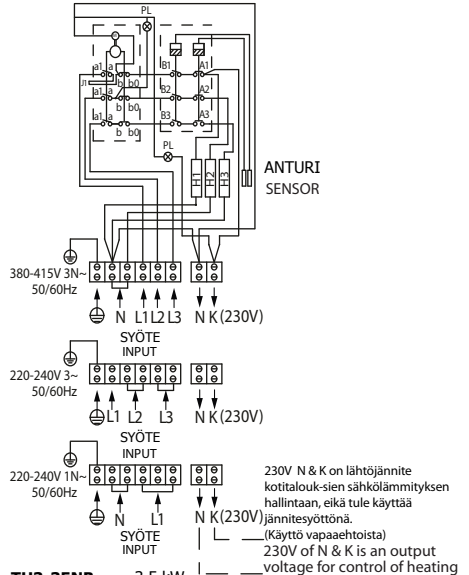 PL
a1 a b b0 B1 A1
J1
a1 a b b0 B2 A2
a1 a b b0 B3 A3
PL
H1 H2 H3
ANTURI
SENSOR
380-415V 3N~
50/60Hz
N L1 L2 L3 N K (230V)
SYÖTE
INPUT
220-240V 3~
50/60Hz
L1 L2 L3 N K (230V)
SYÖTE
INPUT
220-240V 1N~
50/60Hz
N L1 N K (230V)
SYÖTE
INPUT
230V N & K on lähtöjännite
kotitalouk-sien sähkölämmityksen
hallintaan, eikä tule käyttää
jännitesyöttönä.
(Käyttö vapaaehtoista)
230V of N & K is an output
voltage for control of heating